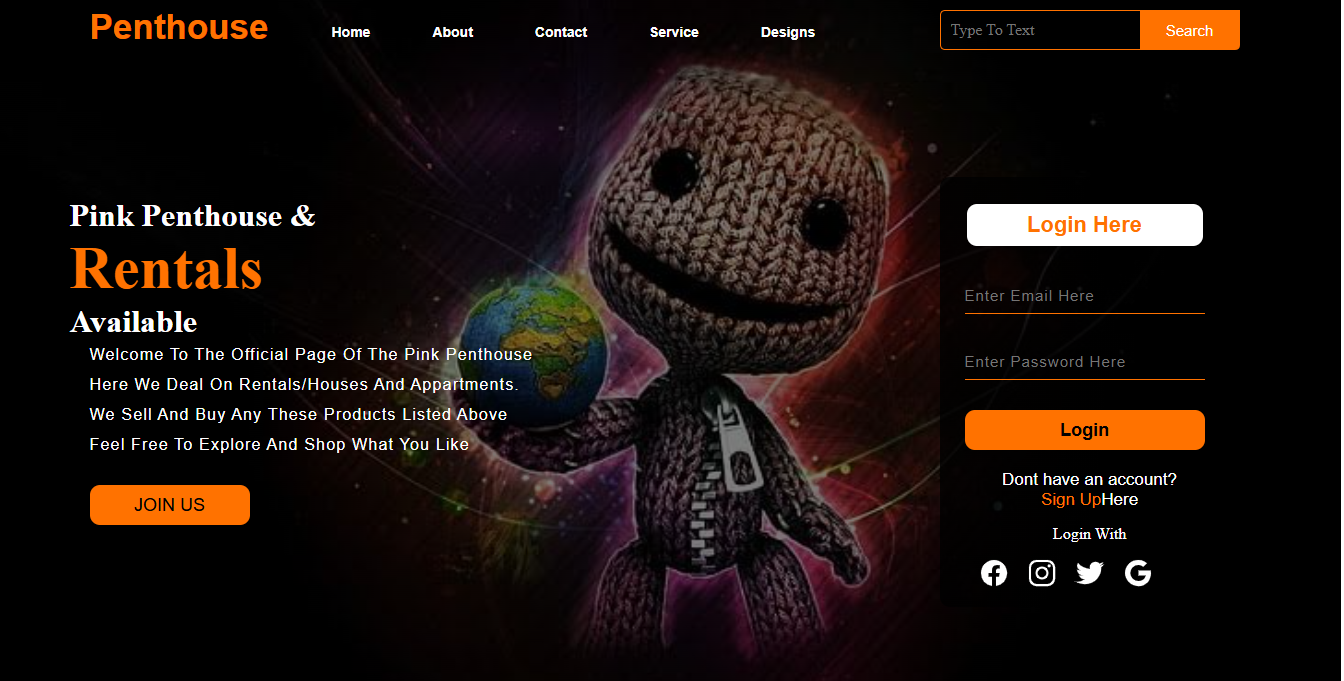 Penthouse
Home About Contact Service Designs
Type To Text Search
Pink Penthouse &
Rentals
Available
Welcome To The Official Page Of The Pink Penthouse
Here We Deal On Rentals/Houses And Appartments.
We Sell And Buy Any These Products Listed Above
Feel Free To Explore And Shop What You Like
JOIN US
Login Here
Enter Email Here
Enter Password Here
Login
Dont have an account?
Sign UpHere
Login With